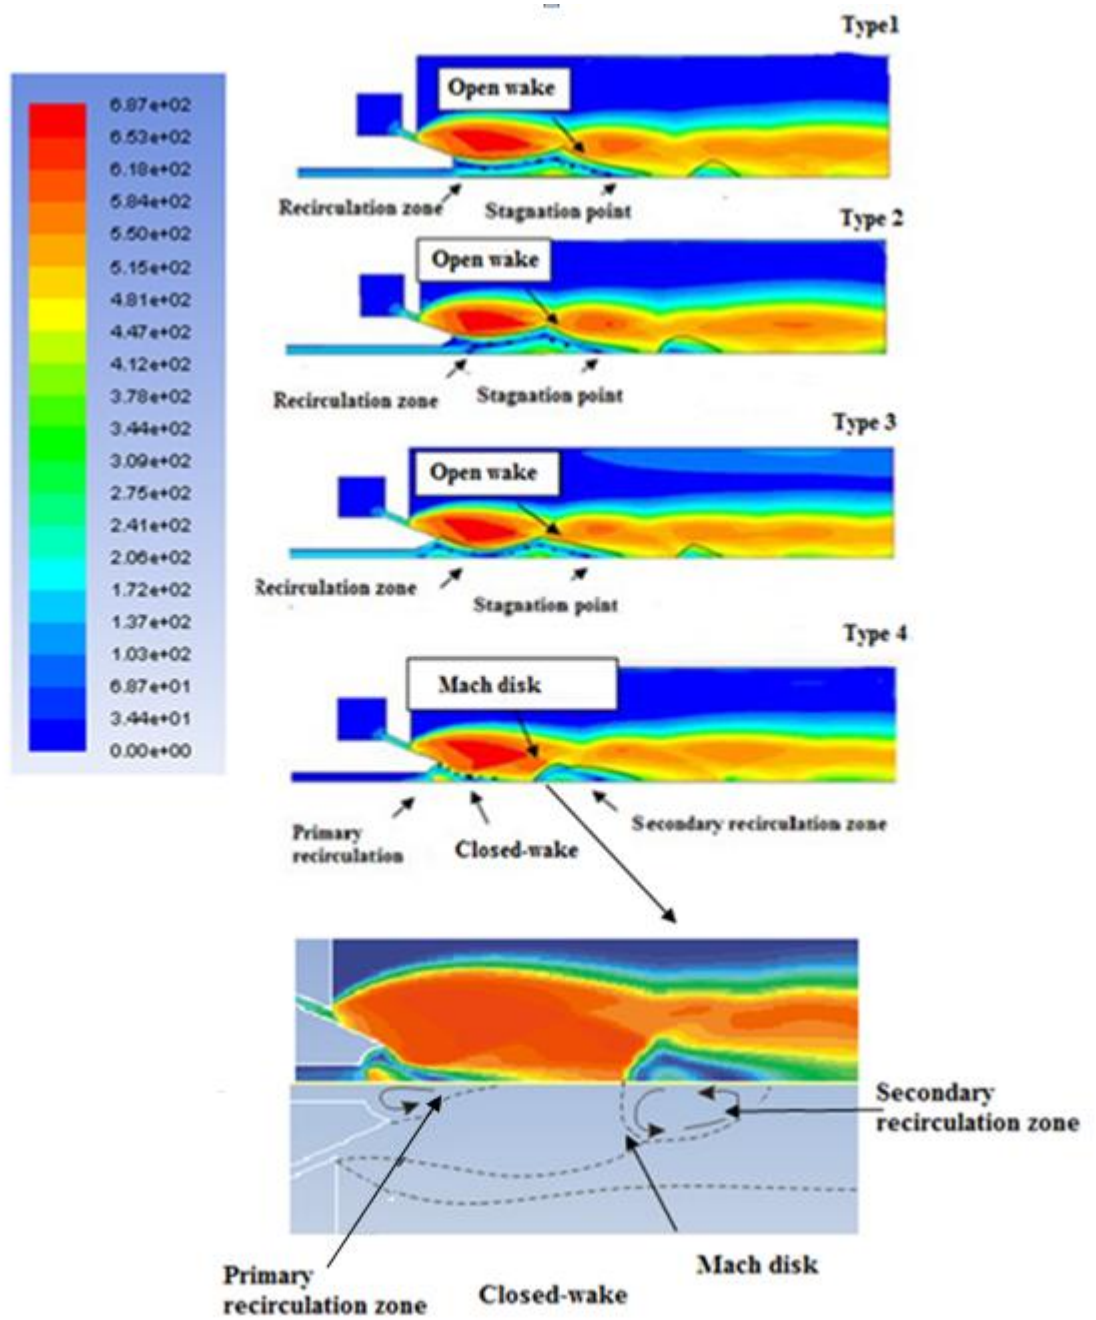 Type1
6.87e+02
6.53e+02
6.18e+02
5.84e+02
5.50e+02
5.15e+02
4.81e+02
4.47e+02
4.12e+02
3.78e+02
3.44e+02
3.09e+02
2.75e+02
2.41e+02
2.06e+02
1.72e+02
1.37e+02
1.03e+02
6.87e+01
3.44e+01
0.00e+00
Open wake
Recirculation zone
Stagnation point
Type 2
Open wake
Recirculation zone
Stagnation point
Type 3
Open wake
Recirculation zone
Stagnation point
Type 4
Mach disk
Primary
recirculation
Closed-wake
Secondary recirculation zone
Secondary
recirculation zone
Mach disk
Primary
recirculation zone
Closed-wake